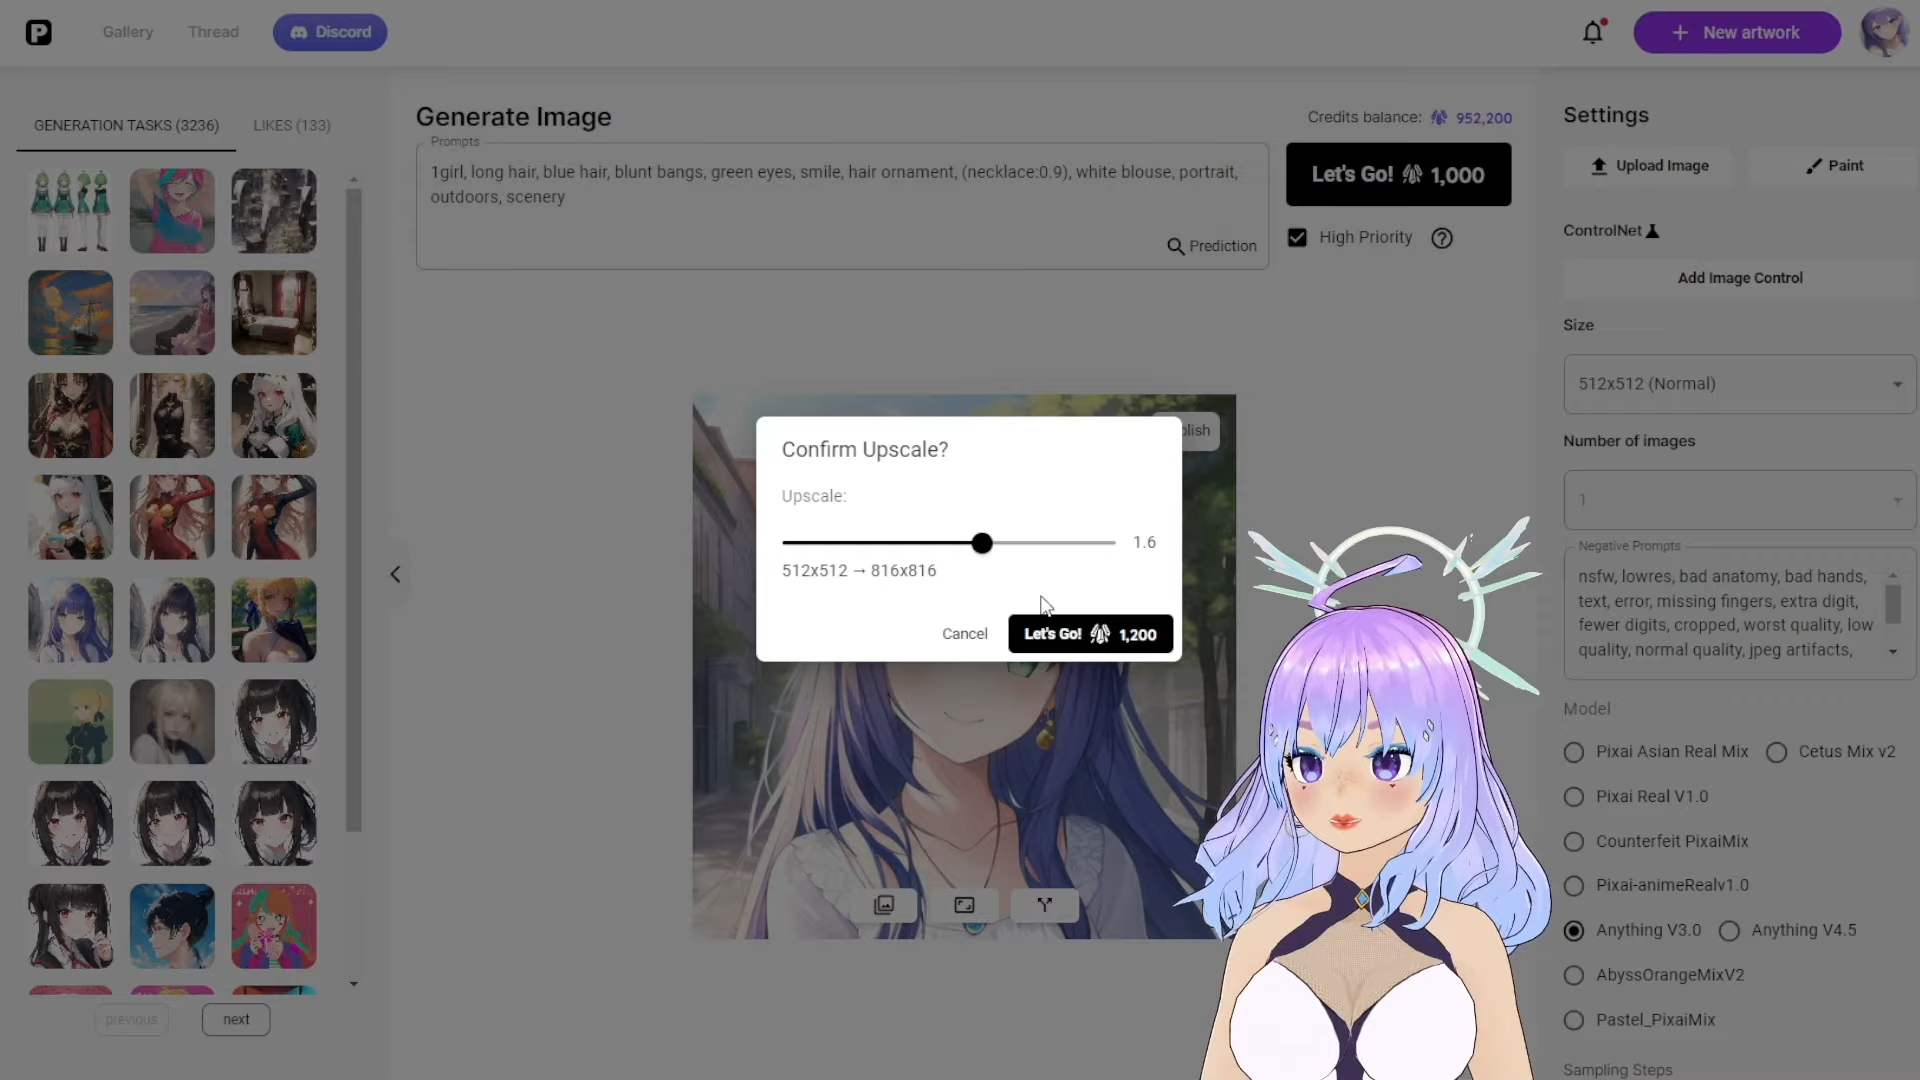 P
Gallery
Thread
Discord
New artwork
GENERATION TASKS (3236)
LIKES (133)
previous
next
Generate Image
Credits balance: 952,200
Prompts
1girl, long hair, blue hair, blunt bangs, green eyes, smile, hair ornament, (necklace:0.9), white blouse, portrait,
outdoors, scenery
Prediction
Let's Go! 1,000
High Priority
Confirm Upscale?
Upscale:
1.6
512x512 → 816x816
Cancel
Let's Go! 1,200
Settings
Upload Image
Paint
ControlNet
Add Image Control
Size
512x512 (Normal)
Number of images
1
Negative Prompts
nsfw, lowres, bad anatomy, bad hands,
text, error, missing fingers, extra digit,
fewer digits, cropped, worst quality, low
quality, normal quality, jpeg artifacts,
Model
Pixai Asian Real Mix
Cetus Mix v2
Pixai Real V1.0
Counterfeit PixaiMix
Pixai-animeRealv1.0
Anything V3.0
Anything V4.5
AbyssOrangeMixV2
Pastel_PixaiMix
Sampling Steps